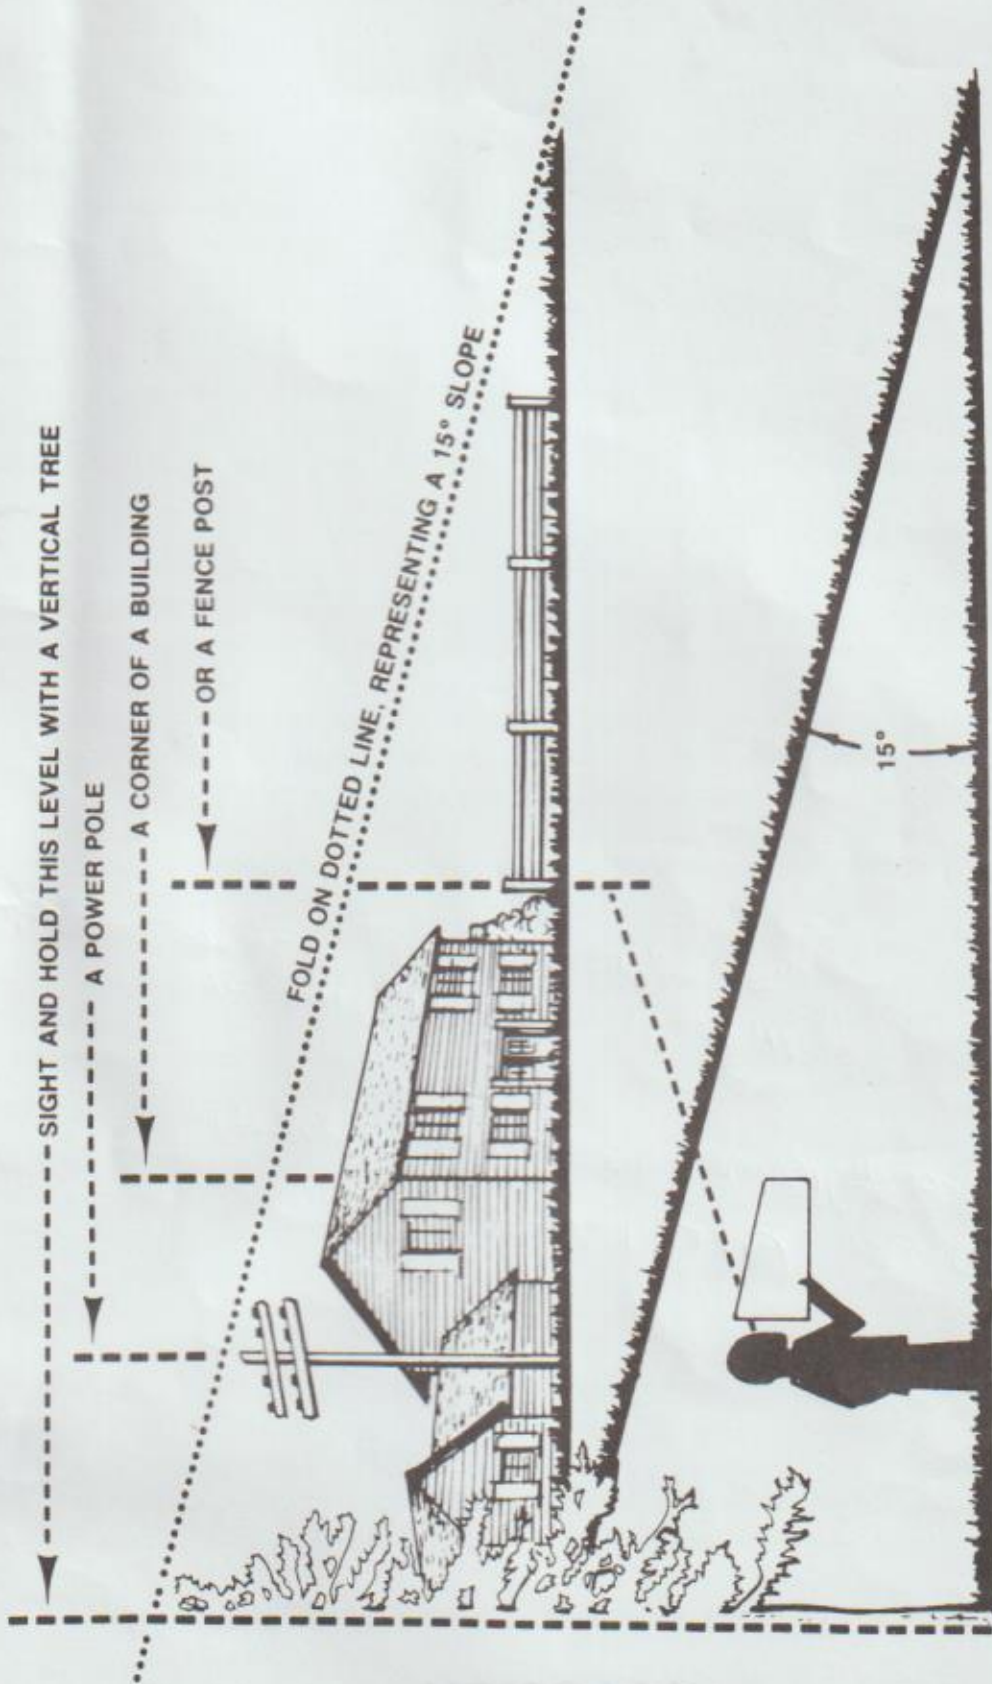 SIGHT AND HOLD THIS LEVEL WITH A VERTICAL TREE
A POWER POLE
A CORNER OF A BUILDING
OR A FENCE POST
FOLD ON DOTTED LINE, REPRESENTING A 15° SLOPE
15°